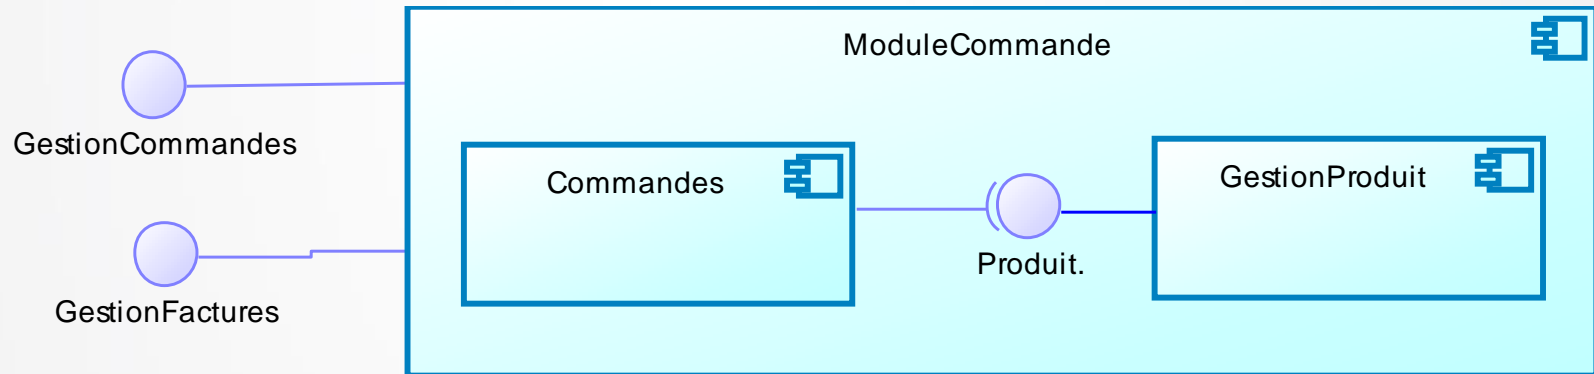 ModuleCommande
GestionCommandes
Commandes
GestionProduit
Produit.
GestionFactures